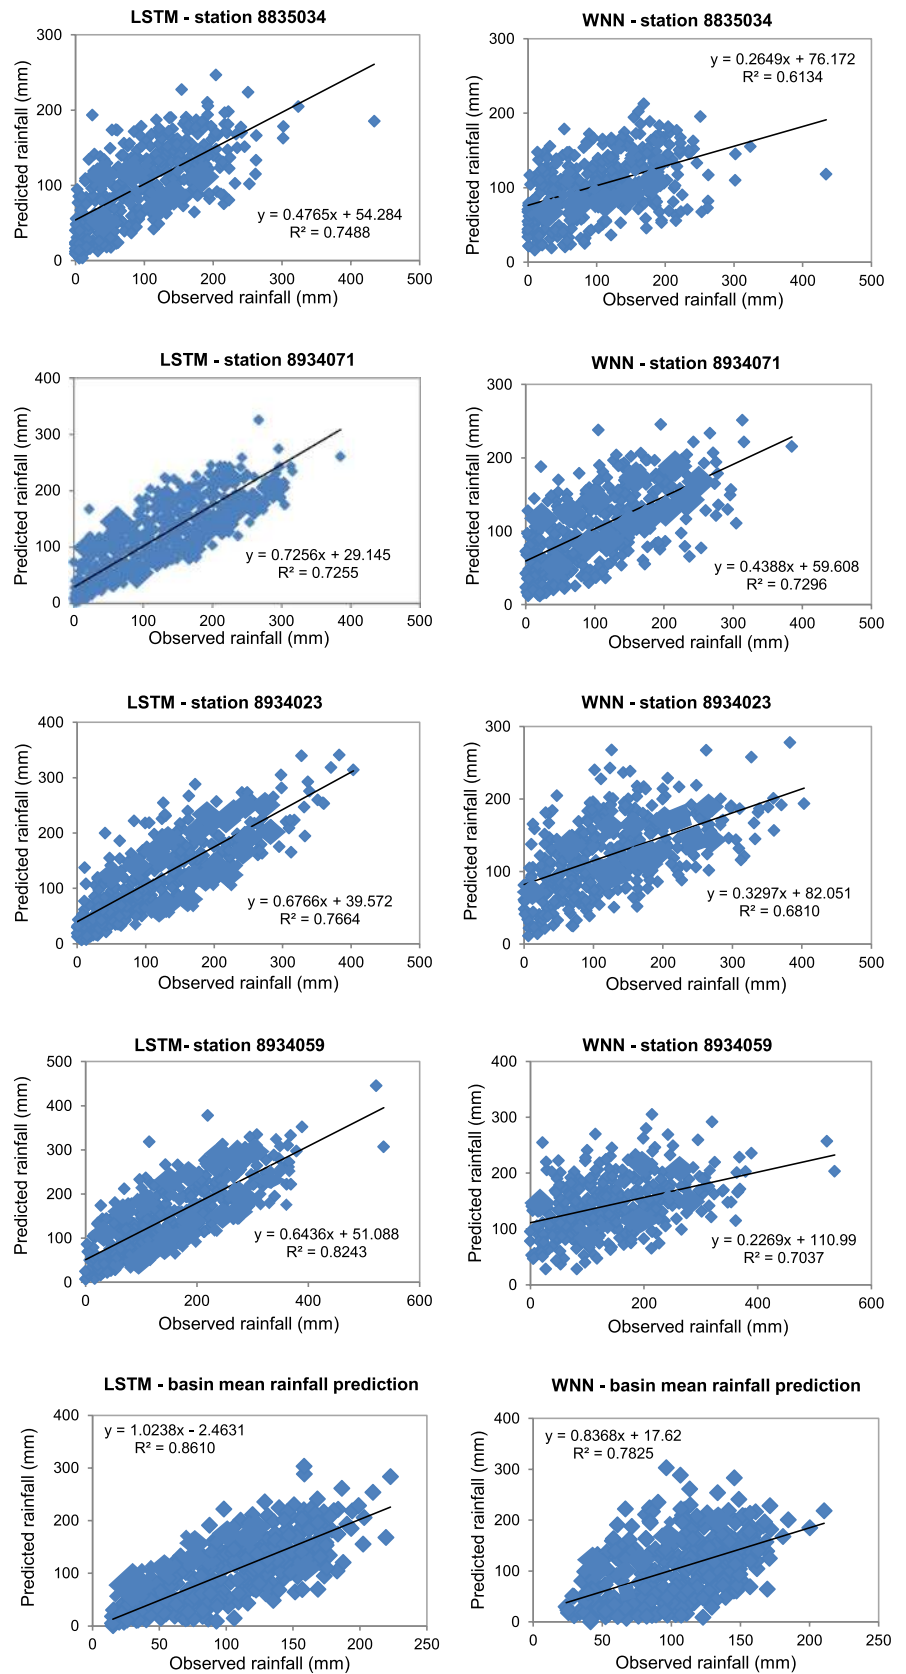 LSTM - station 8835034
300
200
100
0
0 100 200 300 400 500
Predicted rainfall (mm)
Observed rainfall (mm)
y = 0.4765x + 54.284
R² = 0.7488
WNN - station 8835034
300
200
100
0
0 100 200 300 400 500
Predicted rainfall (mm)
Observed rainfall (mm)
y = 0.2649x + 76.172
R² = 0.6134
LSTM - station 8934071
400
300
200
100
0
0 100 200 300 400 500
Predicted rainfall (mm)
Observed rainfall (mm)
y = 0.7256x + 29.145
R² = 0.7255
WNN - station 8934071
300
200
100
0
0 100 200 300 400 500
Predicted rainfall (mm)
Observed rainfall (mm)
y = 0.4388x + 59.608
R² = 0.7296
LSTM - station 8934023
400
300
200
100
0
0 100 200 300 400 500
Predicted rainfall (mm)
Observed rainfall (mm)
y = 0.6766x + 39.572
R² = 0.7664
WNN - station 8934023
300
200
100
0
0 100 200 300 400 500
Predicted rainfall (mm)
Observed rainfall (mm)
y = 0.3297x + 82.051
R² = 0.6810
LSTM- station 8934059
500
400
300
200
100
0
0 200 400 600
Predicted rainfall (mm)
Observed rainfall (mm)
y = 0.6436x + 51.088
R² = 0.8243
WNN - station 8934059
400
300
200
100
0
0 200 400 600
Predicted rainfall (mm)
Observed rainfall (mm)
y = 0.2269x + 110.99
R² = 0.7037
LSTM - basin mean rainfall prediction
400
300
200
100
0
0 50 100 150 200 250
Predicted rainfall (mm)
Observed rainfall (mm)
y = 1.0238x - 2.4631
R² = 0.8610
WNN - basin mean rainfall prediction
400
300
200
100
0
0 50 100 150 200 250
Predicted rainfall (mm)
Observed rainfall (mm)
y = 0.8368x + 17.62
R² = 0.7825